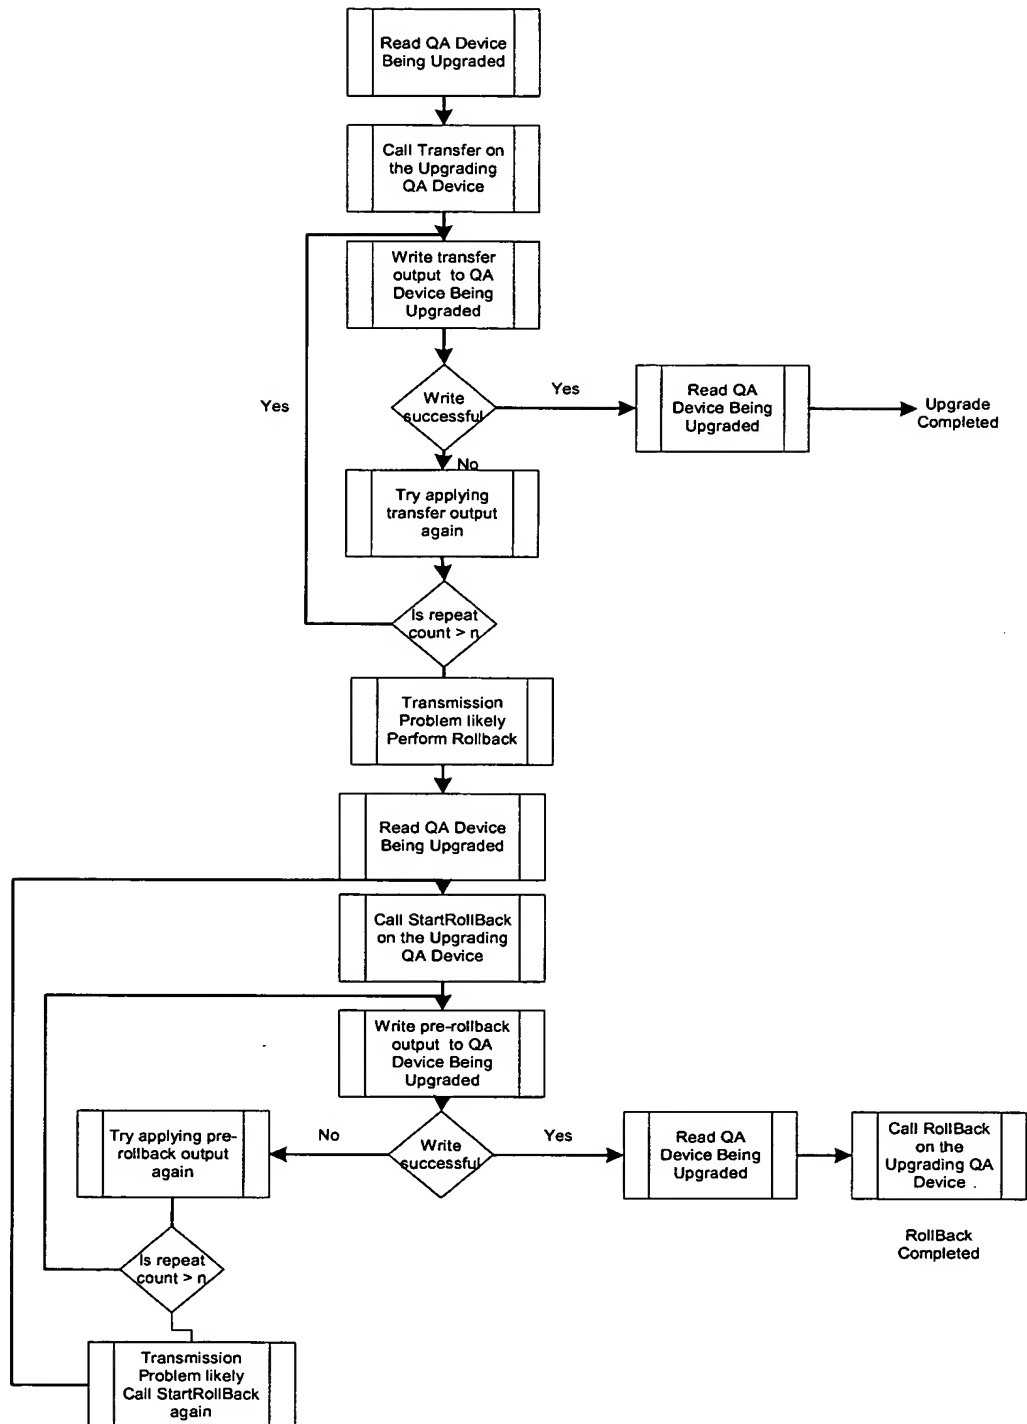 Read QA Device
Being Upgraded
Call Transfer on
the Upgrading
QA Device
Write transfer
output to QA
Device Being
Upgraded
Yes
Write
successful
Yes
Read QA
Device Being
Upgraded
Upgrade
Completed
No
Try applying
transfer output
again
Is repeat
count > n
Transmission
Problem likely
Perform Rollback
Read QA Device
Being Upgraded
Call StartRollBack
on the Upgrading
QA Device
Write pre-rollback
output to QA
Device Being
Upgraded
Try applying pre-
rollback output
again
No
Write
successful
Yes
Read QA
Device Being
Upgraded
Call RollBack
on the
Upgrading QA
Device
RollBack
Completed
Is repeat
count > n
Transmission
Problem likely
Call StartRollBack
again